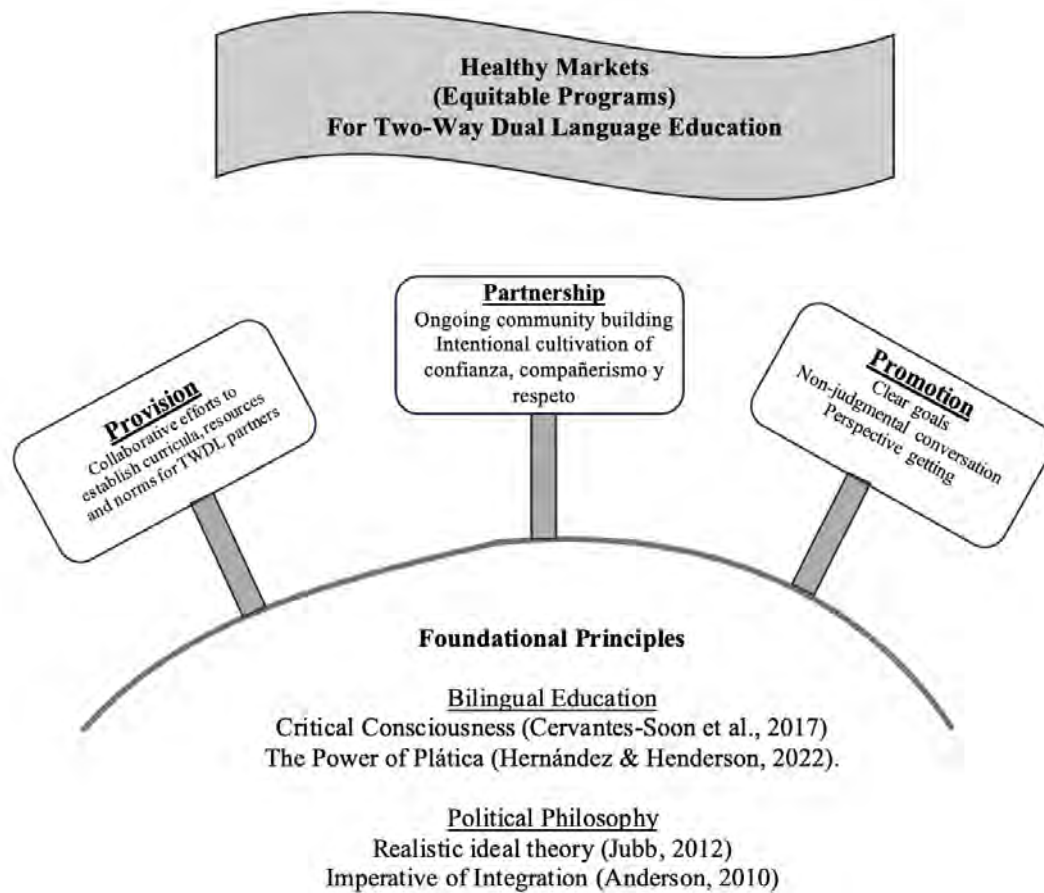 Healthy Markets
(Equitable Programs)
For Two-Way Dual Language Education
Provision
Collaborative efforts to
establish curricula, resources
and norms for TWDL partners
Partnership
Ongoing community building
Intentional cultivation of
confianza, compañerismo y
respeto
Promotion
Clear goals
Non-judgmental conversation
Perspective getting
Foundational Principles
Bilingual Education
Critical Consciousness (Cervantes-Soon et al., 2017)
The Power of Plática (Hernández & Henderson, 2022).
Political Philosophy
Realistic ideal theory (Jubb, 2012)
Imperative of Integration (Anderson, 2010)